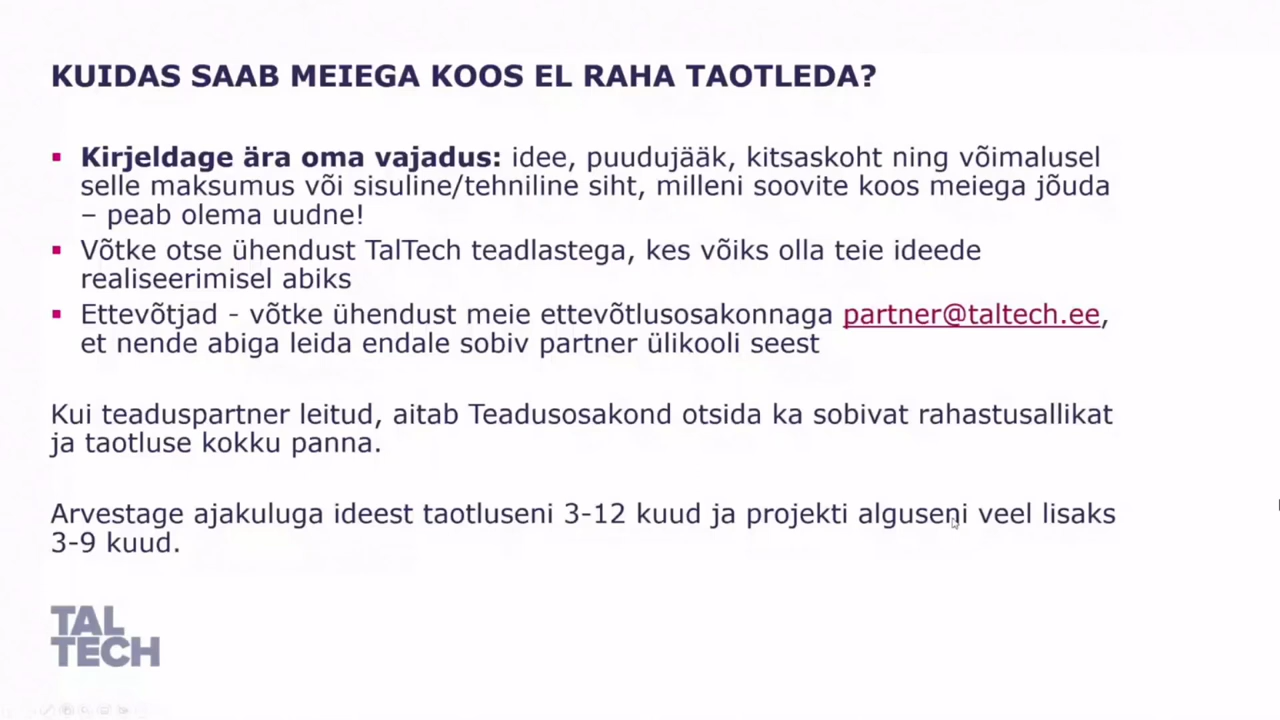 KUIDAS SAAB MEIEGA KOOS EL RAHA TAOTLEDA?
▪ Kirjeldage ära oma vajadus: idee, puudujääk, kitsaskoht ning võimalusel
selle maksumus või sisuline/tehniline siht, milleni soovite koos meiega jõuda
– peab olema uudne!
▪ Võtke otse ühendust TalTech teadlastega, kes võiks olla teie ideede
realiseerimisel abiks
▪ Ettevõtjad - võtke ühendust meie ettevõtlusosakonnaga partner@taltech.ee,
et nende abiga leida endale sobiv partner ülikooli seest
Kui teaduspartner leitud, aitab Teadusosakond otsida ka sobivat rahastusallikat
ja taotluse kokku panna.
Arvestage ajakuluga ideest taotluseni 3-12 kuud ja projekti alguseni veel lisaks
3-9 kuud.
TAL
TECH